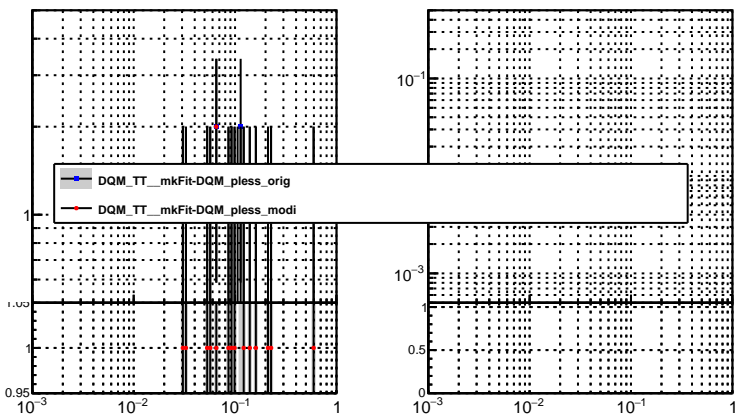 10⁻¹
1
DQM_TT__mkFit-DQM_pless_orig
DQM_TT__mkFit-DQM_pless_modi
10⁻³
1.05
1
1
0.5
0.95
0
10⁻³ 10⁻² 10⁻¹ 1
10⁻³ 10⁻² 10⁻¹ 1